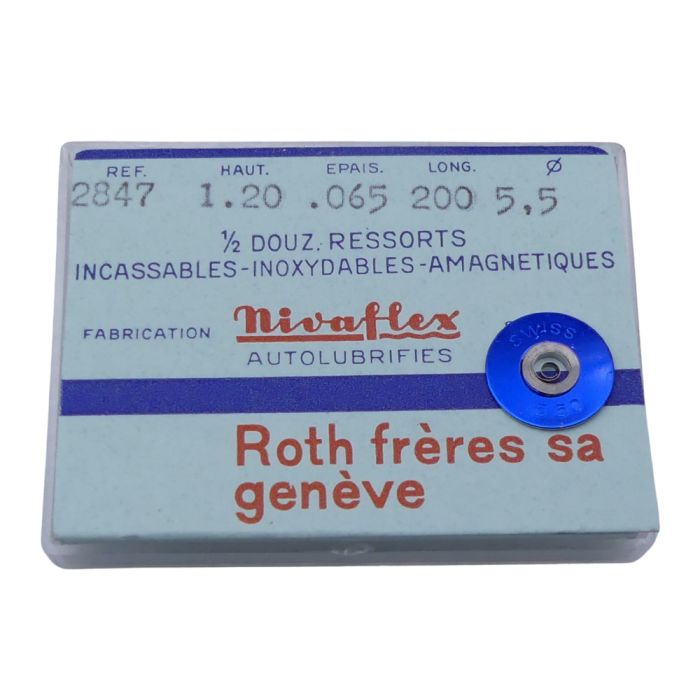 REF. HAUT. EPAIS. LONG. Ø
2847 1.20 .065 200 5,5
½ DOUZ. RESSORTS
INCASSABLES-INOXYDABLES-AMAGNETIQUES
FABRICATION Nivaflex
AUTOLUBRIFIES
SWISS
550
Roth frères sa
genève